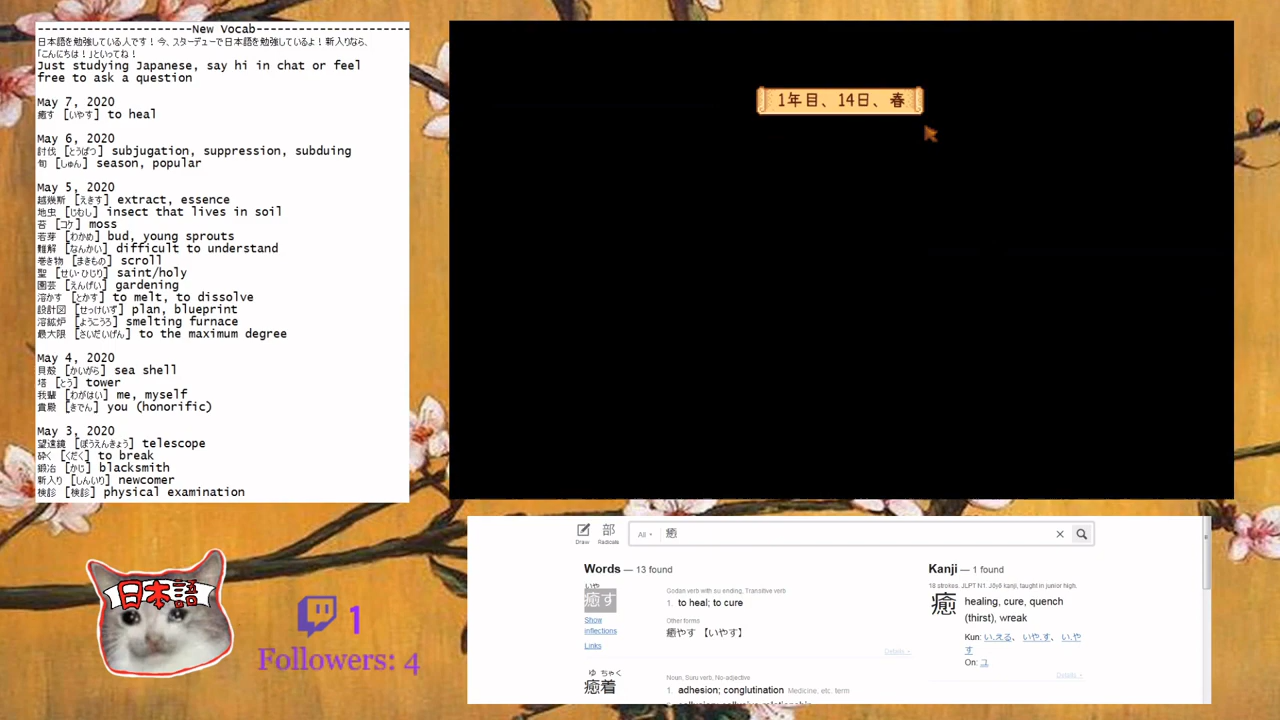 -----------------------New Vocab-----------------------
日本語を勉強している人です！今、スターデューで日本語を勉強しているよ！新入りなら、
「こんにちは！」といってね！
Just studying Japanese, say hi in chat or feel
free to ask a question
May 7, 2020
癒す [いやす] to heal
May 6, 2020
討伐 [とうばつ] subjugation, suppression, subduing
旬 [しゅん] season, popular
May 5, 2020
越幾斯 [えきす] extract, essence
地虫 [じむし] insect that lives in soil
苔 [コケ] moss
若芽 [わかめ] bud, young sprouts
難解 [なんかい] difficult to understand
巻き物 [まきもの] scroll
聖 [せい・ひじり] saint/holy
園芸 [えんげい] gardening
溶かす [とかす] to melt, to dissolve
設計図 [せっけいず] plan, blueprint
溶鉱炉 [ようこうろ] smelting furnace
最大限 [さいだいげん] to the maximum degree
May 4, 2020
貝殻 [かいがら] sea shell
塔 [とう] tower
我輩 [わがはい] me, myself
貴殿 [きでん] you (honorific)
May 3, 2020
望遠鏡 [ぼうえんきょう] telescope
砕く [くだく] to break
鍛冶 [かじ] blacksmith
新入り [しんいり] newcomer
検診 [検診] physical examination
1年目、14日、春
日本語
1
Followers: 4
Draw
部
Radicals
All
癒
Words — 13 found
いや
癒す
Show
inflections
Links
Godan verb with su ending, Transitive verb
1. to heal; to cure
Other forms
癒やす 【いやす】
Details
ゆ ちゃく
癒着
Noun, Suru verb, No-adjective
1. adhesion; conglutination Medicine, etc. term
Kanji — 1 found
18 strokes. JLPT N1. Jōyō kanji, taught in junior high.
癒
healing, cure, quench
(thirst), wreak
Kun: い.える、 いや.す、 い.や
す
On: ユ
Details